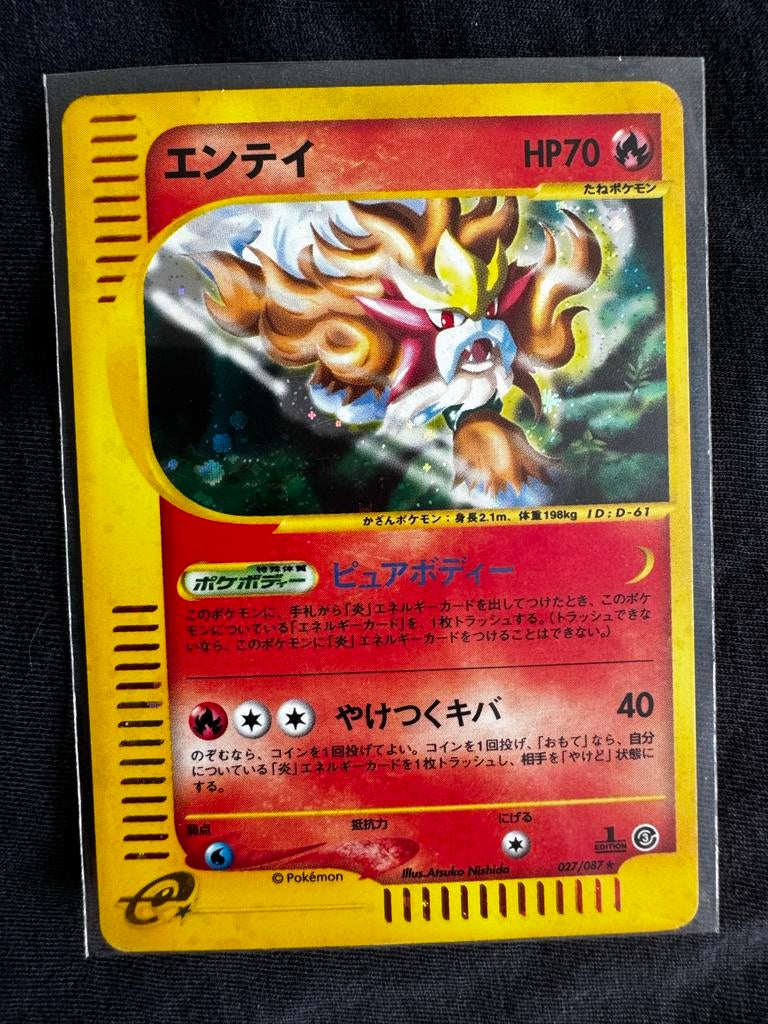 エンテイ
HP70
たねポケモン
かざんポケモン：身長2.1m、体重198kg ID:D-61
特殊体質
ポケボディー
ピュアボディー
このポケモンに、手札から「炎」エネルギーカードを出してつけたとき、このポケ
モンについている「エネルギーカード」を、1枚トラッシュする。（トラッシュできな
いなら、このポケモンに「炎」エネルギーカードをつけることはできない。）
やけつくキバ
40
のぞむなら、コインを1回投げてよい。コインを1回投げ、「おもて」なら、自分
についている「炎」エネルギーカードを1枚トラッシュし、相手を「やけど」状態に
する。
弱点
抵抗力
にげる
1
EDITION
3
©Pokémon
Illus.Atsuko Nishida
027/087★
e